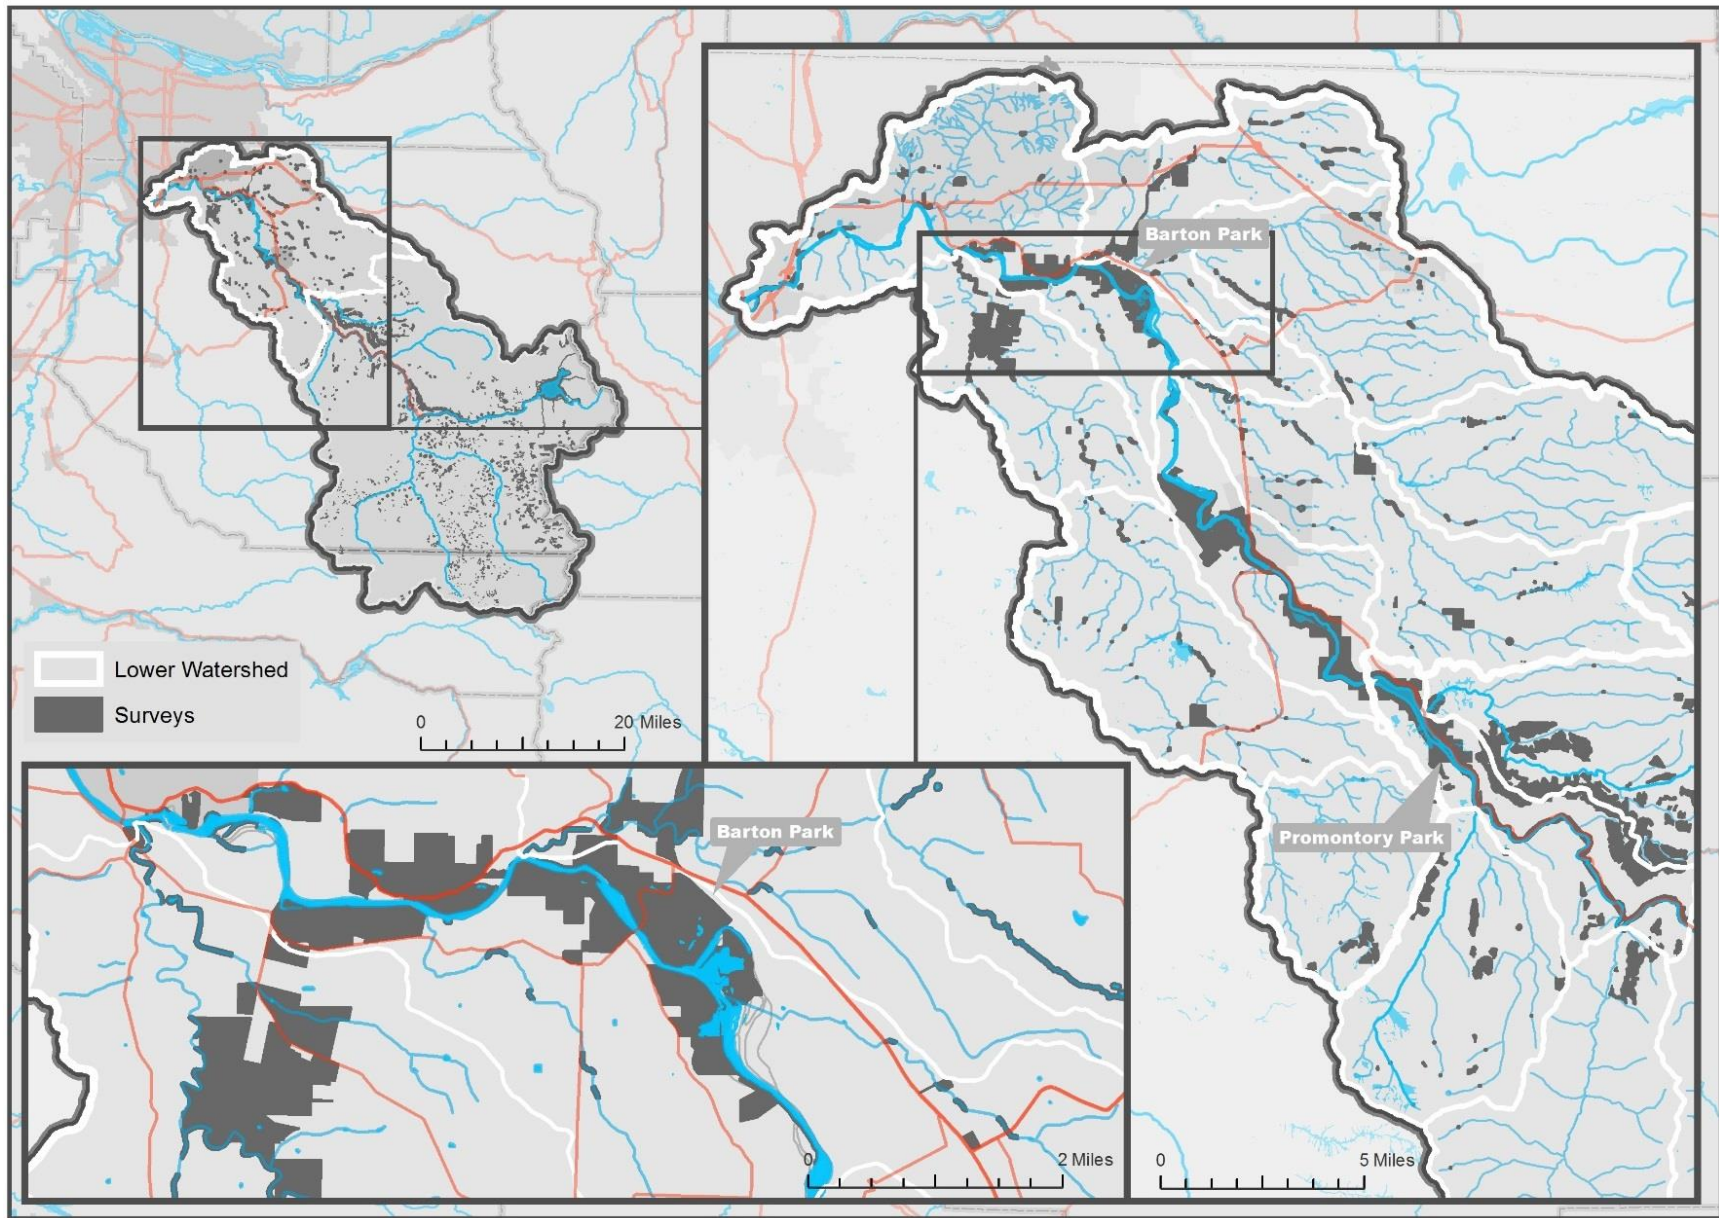 Barton Park
Lower Watershed
Surveys
0 20 Miles
Barton Park
Promontory Park
0 2 Miles
0 5 Miles